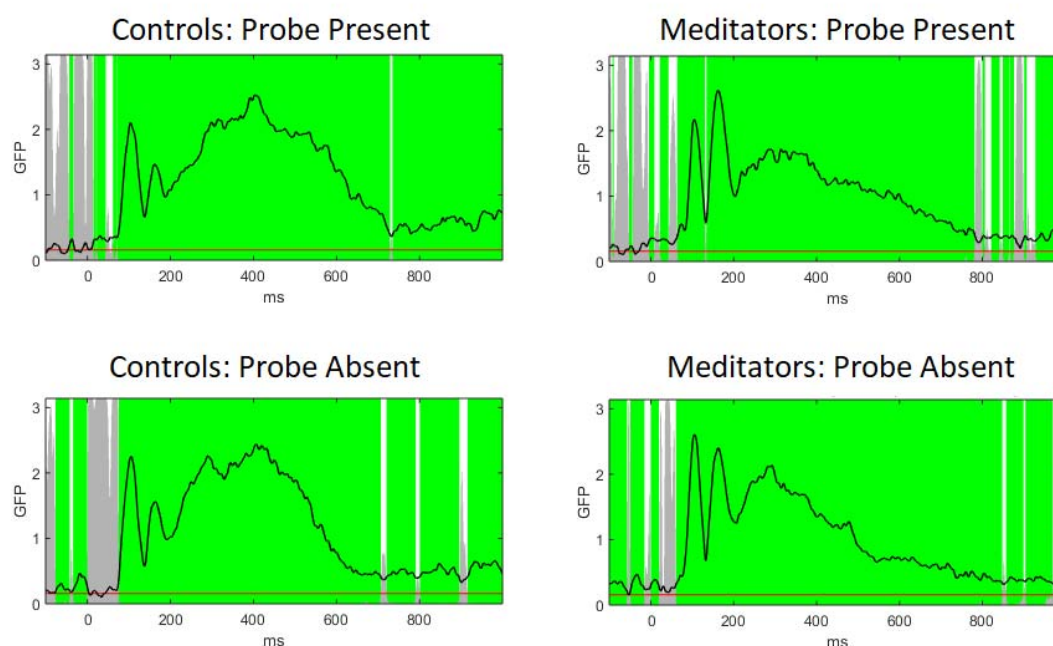 Controls: Probe Present
3
2
1
0
GFP
0 200 400 600 800
ms
Meditators: Probe Present
3
2
1
0
GFP
0 200 400 600 800
ms
Controls: Probe Absent
3
2
1
0
GFP
0 200 400 600 800
ms
Meditators: Probe Absent
3
2
1
0
GFP
0 200 400 600 800
ms